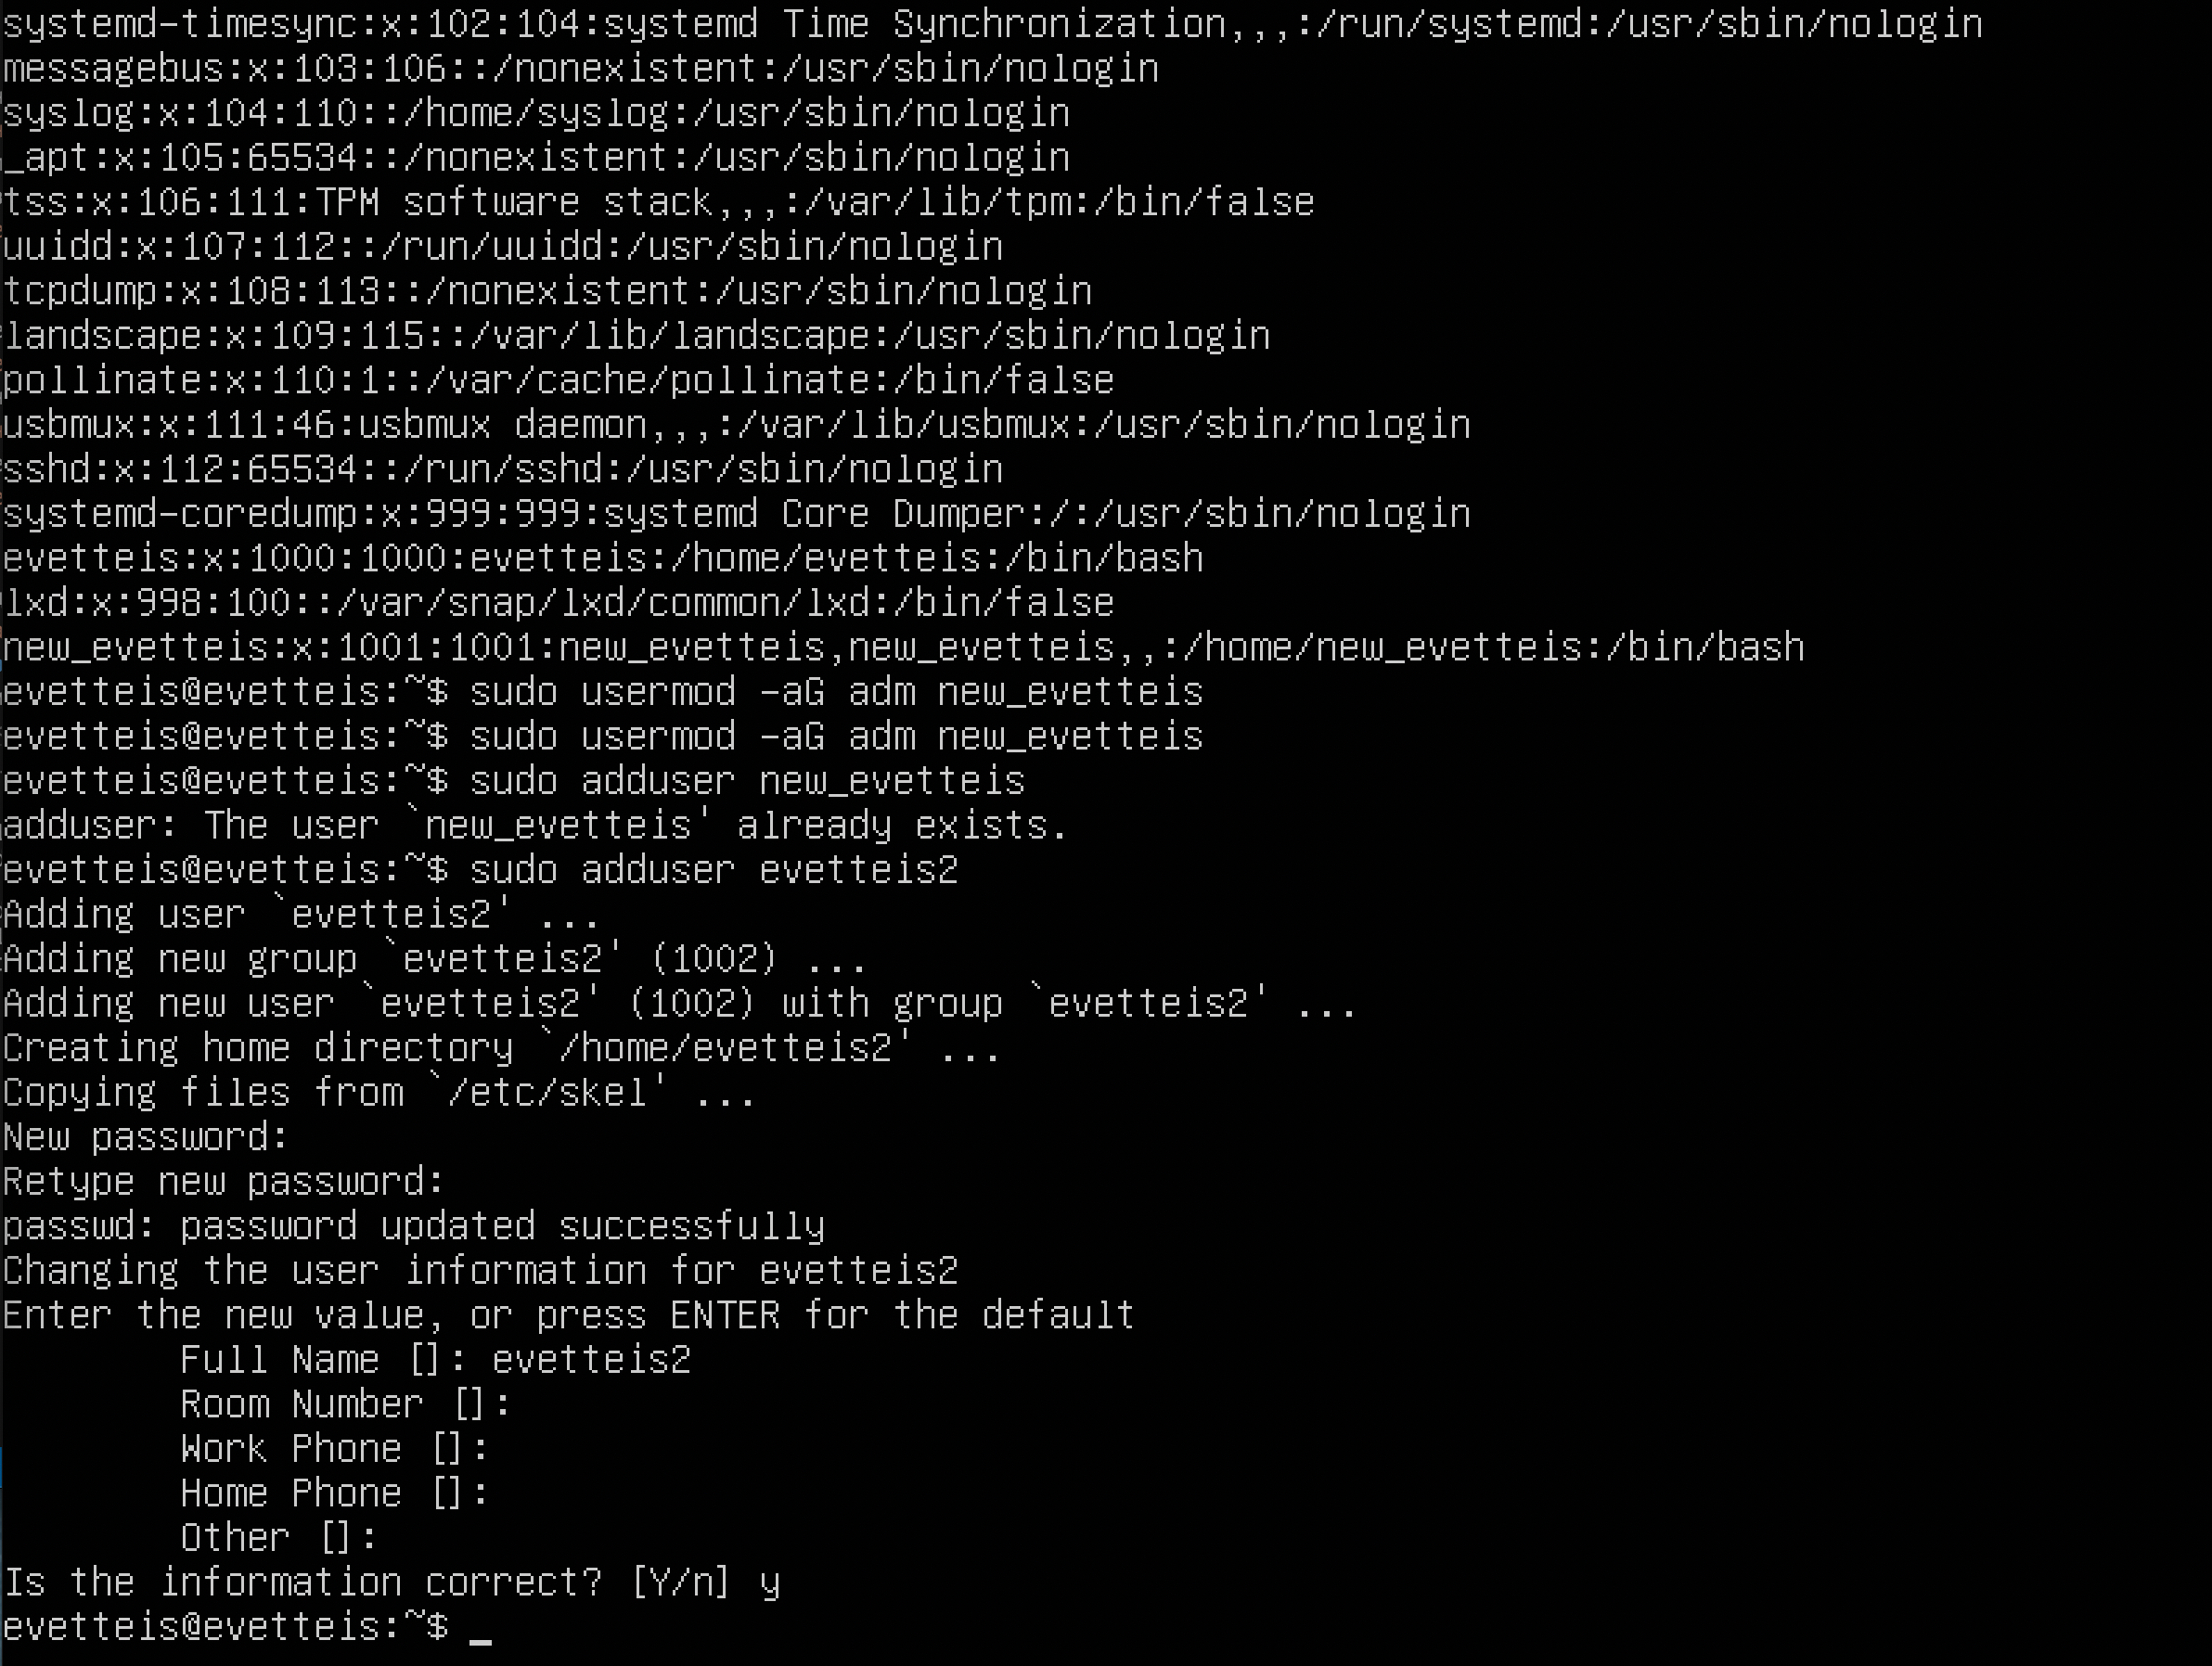 systemd-timesync:x:102:104:systemd Time Synchronization,,,:/run/systemd:/usr/sbin/nologin
messagebus:x:103:106::/nonexistent:/usr/sbin/nologin
syslog:x:104:110::/home/syslog:/usr/sbin/nologin
_apt:x:105:65534::/nonexistent:/usr/sbin/nologin
tss:x:106:111:TPM software stack,,,:/var/lib/tpm:/bin/false
uuidd:x:107:112::/run/uuidd:/usr/sbin/nologin
tcpdump:x:108:113::/nonexistent:/usr/sbin/nologin
landscape:x:109:115::/var/lib/landscape:/usr/sbin/nologin
pollinate:x:110:1::/var/cache/pollinate:/bin/false
usbmux:x:111:46:usbmux daemon,,,:/var/lib/usbmux:/usr/sbin/nologin
sshd:x:112:65534::/run/sshd:/usr/sbin/nologin
systemd-coredump:x:999:999:systemd Core Dumper:/:/usr/sbin/nologin
evetteis:x:1000:1000:evetteis:/home/evetteis:/bin/bash
lxd:x:998:100::/var/snap/lxd/common/lxd:/bin/false
new_evetteis:x:1001:1001:new_evetteis,new_evetteis,,:/home/new_evetteis:/bin/bash
evetteis@evetteis:~$ sudo usermod -aG adm new_evetteis
evetteis@evetteis:~$ sudo usermod -aG adm new_evetteis
evetteis@evetteis:~$ sudo adduser new_evetteis
adduser: The user `new_evetteis' already exists.
evetteis@evetteis:~$ sudo adduser evetteis2
Adding user `evetteis2' ...
Adding new group `evetteis2' (1002) ...
Adding new user `evetteis2' (1002) with group `evetteis2' ...
Creating home directory `/home/evetteis2' ...
Copying files from `/etc/skel' ...
New password:
Retype new password:
passwd: password updated successfully
Changing the user information for evetteis2
Enter the new value, or press ENTER for the default
Full Name []: evetteis2
Room Number []:
Work Phone []:
Home Phone []:
Other []:
Is the information correct? [Y/n] y
evetteis@evetteis:~$ _